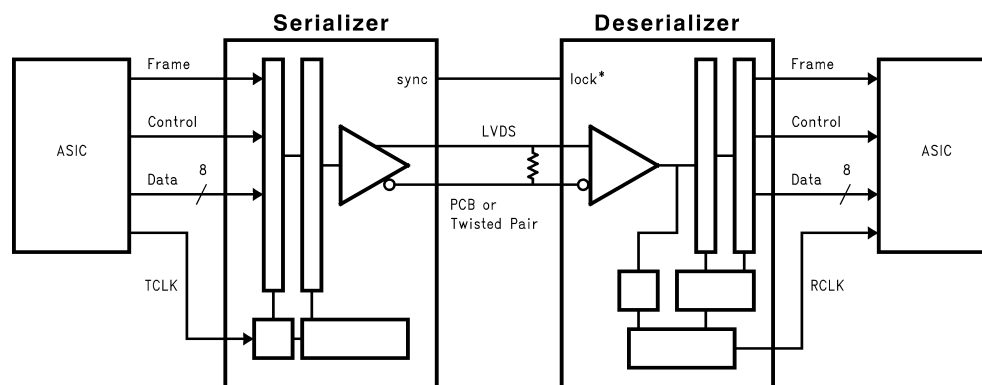 Serializer
Deserializer
ASIC
Frame
Control
Data
8
TCLK
sync
LVDS
PCB or
Twisted Pair
lock*
Frame
Control
Data
8
RCLK
ASIC